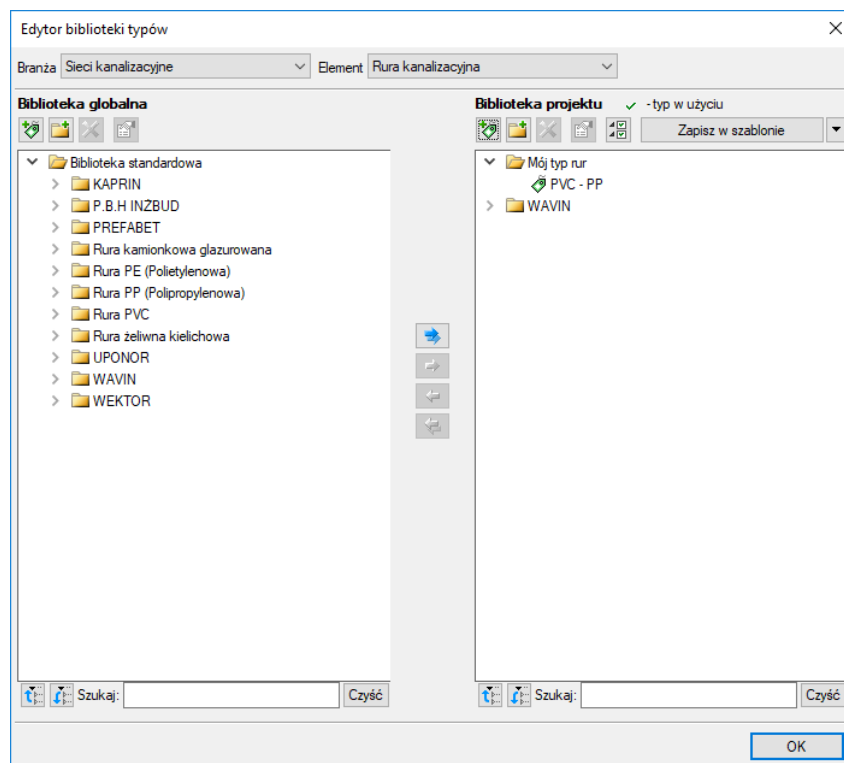 Edytor biblioteki typów
Branża Sieci kanalizacyjne Element Rura kanalizacyjna
Biblioteka globalna
Biblioteka standardowa
KAPRIN
P.B.H INŻBUD
PREFABET
Rura kamionkowa glazurowana
Rura PE (Polietylenowa)
Rura PP (Polipropylenowa)
Rura PVC
Rura żeliwna kielichowa
UPONOR
WAVIN
WEKTOR
Szukaj: Czyść
Biblioteka projektu - typ w użyciu
Zapisz w szablonie
Mój typ rur
PVC - PP
WAVIN
Szukaj: Czyść
OK